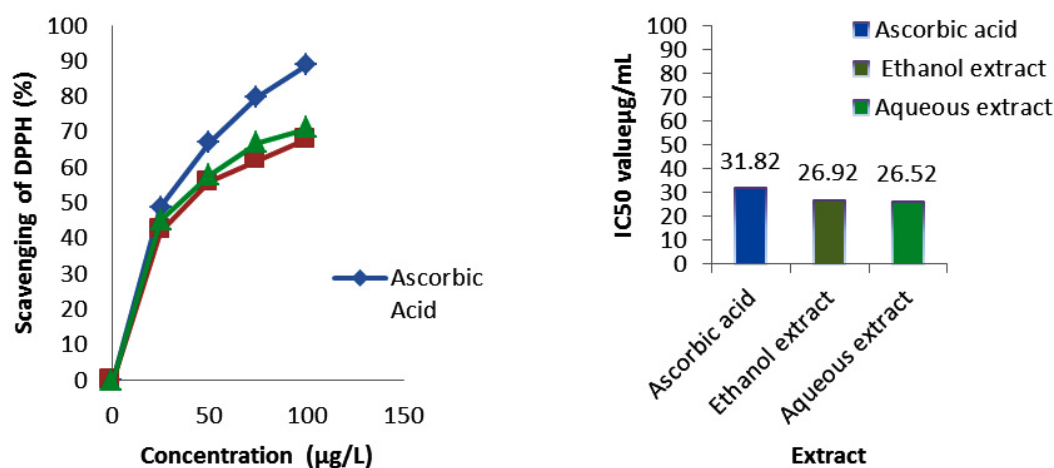 Scavenging of DPPH (%)
100
90
80
70
60
50
40
30
20
10
0
0 50 100 150
Concentration (µg/L)
Ascorbic
Acid
IC50 valueµg/mL
100
90
80
70
60
50
40
30
20
10
0
31.82 26.92 26.52
Ascorbic acid
Ethanol extract
Aqueous extract
Ascorbic acid
Ethanol extract
Aqueous extract
Extract